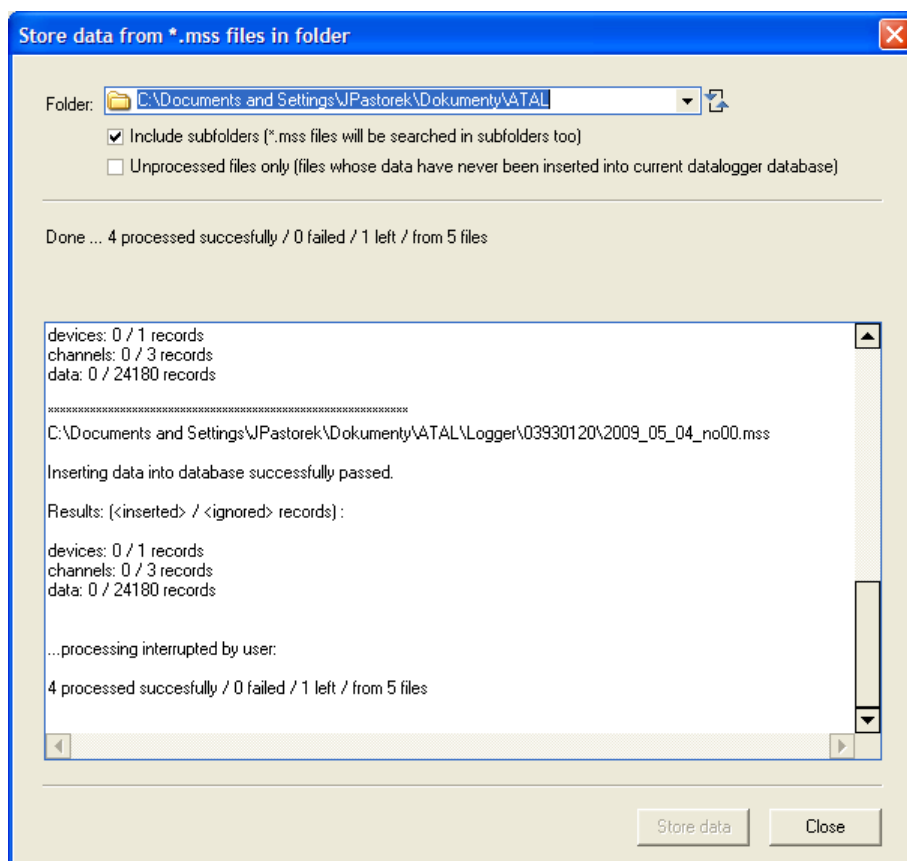 Store data from *.mss files in folder
Folder: C:\Documents and Settings\JPastorek\Dokumenty\ATAL
Include subfolders (*.mss files will be searched in subfolders too)
Unprocessed files only (files whose data have never been inserted into current datalogger database)
Done ... 4 processed succesfully / 0 failed / 1 left / from 5 files
devices: 0 / 1 records
channels: 0 / 3 records
data: 0 / 24180 records
************************************************************
C:\Documents and Settings\JPastorek\Dokumenty\ATAL\Logger\03930120\2009_05_04_no00.mss
Inserting data into database successfully passed.
Results: (<inserted> / <ignored> records) :
devices: 0 / 1 records
channels: 0 / 3 records
data: 0 / 24180 records
...processing interrupted by user:
4 processed succesfully / 0 failed / 1 left / from 5 files
Store data Close